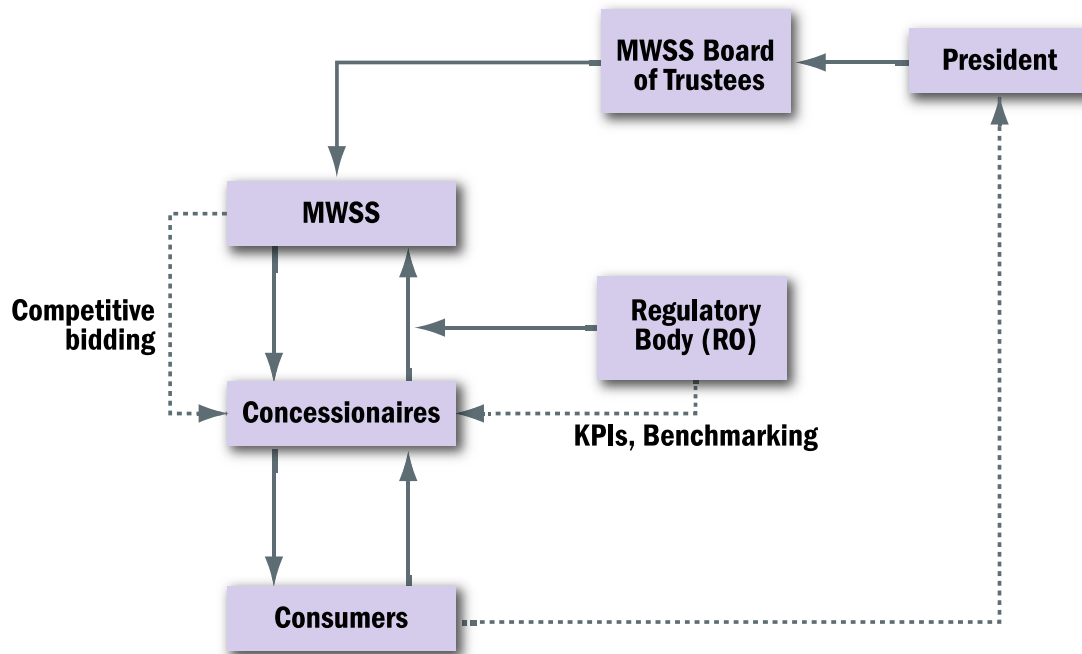 MWSS Board
of Trustees
President
MWSS
Competitive
bidding
Regulatory
Body (RO)
Concessionaires
KPIs, Benchmarking
Consumers